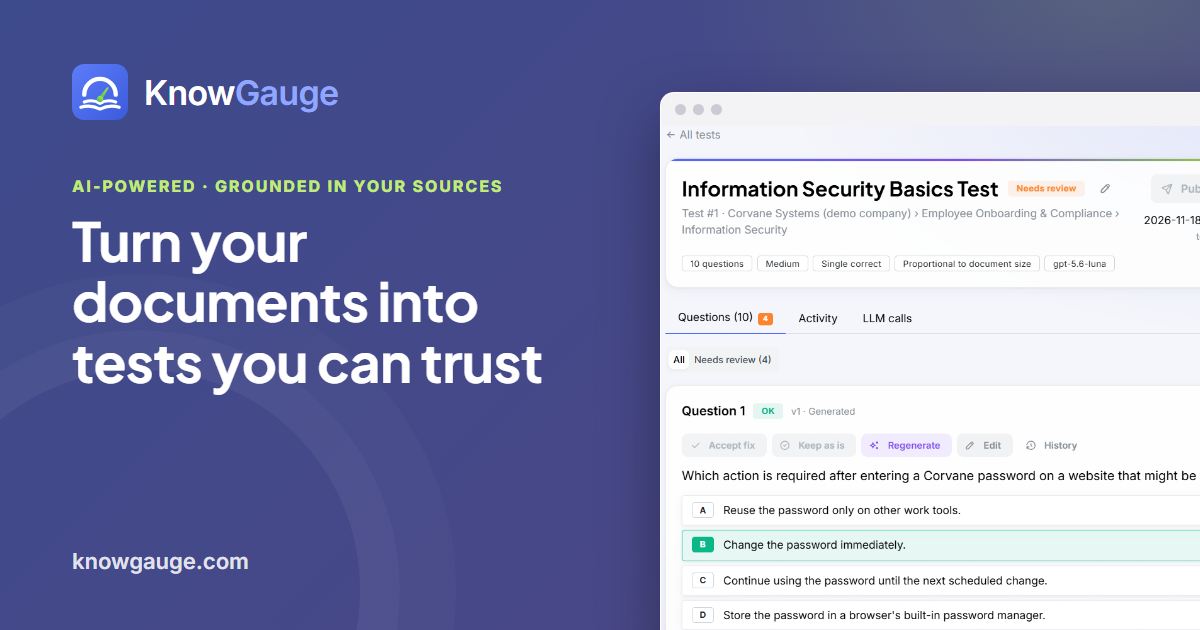 KnowGauge
AI-POWERED · GROUNDED IN YOUR SOURCES
Turn your
documents into
tests you can trust
knowgauge.com
← All tests
Information Security Basics Test Needs review
Test #1 · Corvane Systems (demo company) › Employee Onboarding & Compliance ›
Information Security
10 questions Medium Single correct Proportional to document size gpt-5.6-luna
2026-11-18
Questions (10) 4 Activity LLM calls
All Needs review (4)
Question 1 OK v1 · Generated
Accept fix Keep as is Regenerate Edit History
Which action is required after entering a Corvane password on a website that might be
A Reuse the password only on other work tools.
B Change the password immediately.
C Continue using the password until the next scheduled change.
D Store the password in a browser's built-in password manager.